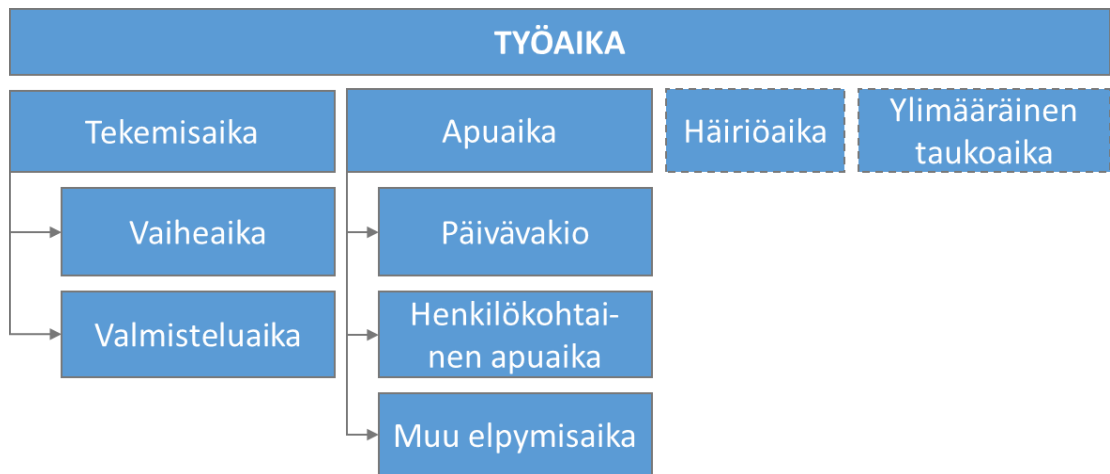 TYÖAIKA
Tekemisaika
Apuaika
Häiriöaika
Ylimääräinen
taukoaika
Vaiheaika
Päivävakio
Valmisteluaika
Henkilökohtai-
nen apuaika
Muu elpymisaika